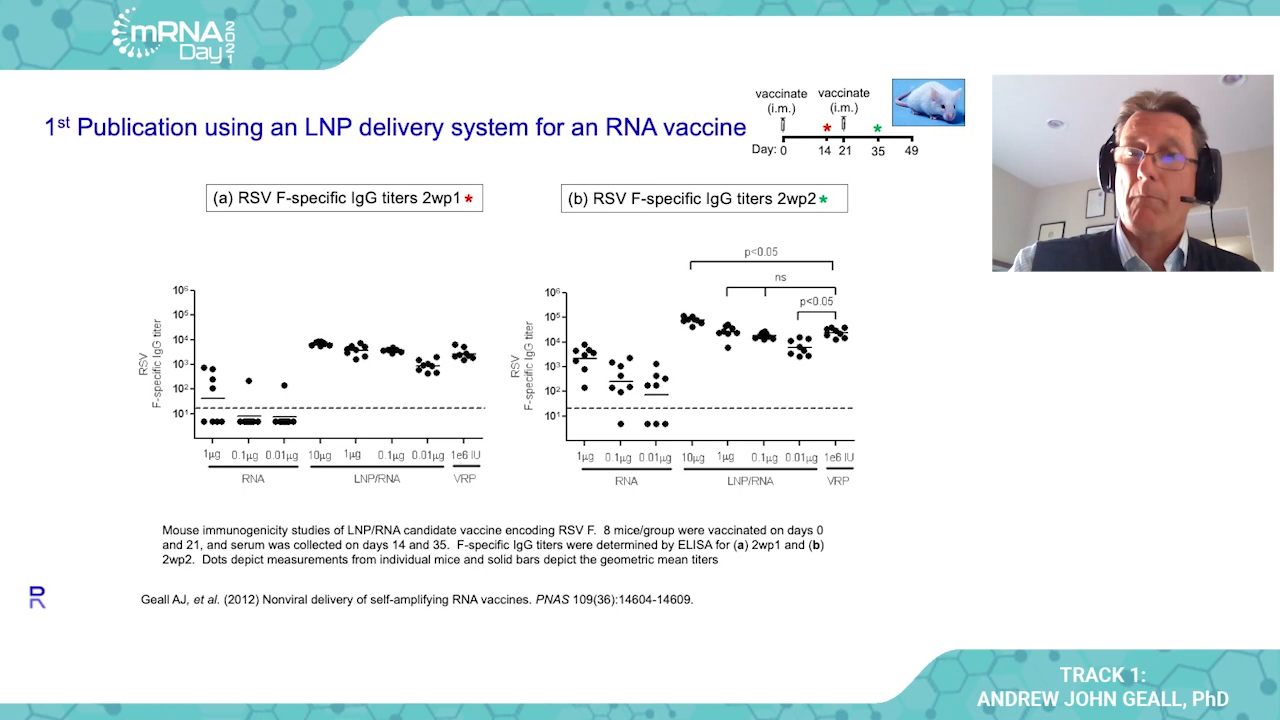 mRNA
Day
2021
1st Publication using an LNP delivery system for an RNA vaccine
vaccinate
(i.m.)
vaccinate
(i.m.)
* *
Day: 0 14 21 35 49
(a) RSV F-specific IgG titers 2wp1 *
(b) RSV F-specific IgG titers 2wp2 *
RSV
F-specific IgG titer
10⁶
10⁵
10⁴
10³
10²
10¹
1µg 0.1µg 0.01µg 10µg 1µg 0.1µg 0.01µg 1e6 IU
RNA LNP/RNA VRP
p<0.05
ns
p<0.05
RSV
F-specific IgG titer
10⁶
10⁵
10⁴
10³
10²
10¹
1µg 0.1µg 0.01µg 10µg 1µg 0.1µg 0.01µg 1e6 IU
RNA LNP/RNA VRP
Mouse immunogenicity studies of LNP/RNA candidate vaccine encoding RSV F. 8 mice/group were vaccinated on days 0
and 21, and serum was collected on days 14 and 35. F-specific IgG titers were determined by ELISA for (a) 2wp1 and (b)
2wp2. Dots depict measurements from individual mice and solid bars depict the geometric mean titers
R
Geall AJ, et al. (2012) Nonviral delivery of self-amplifying RNA vaccines. PNAS 109(36):14604-14609.
TRACK 1:
ANDREW JOHN GEALL, PhD